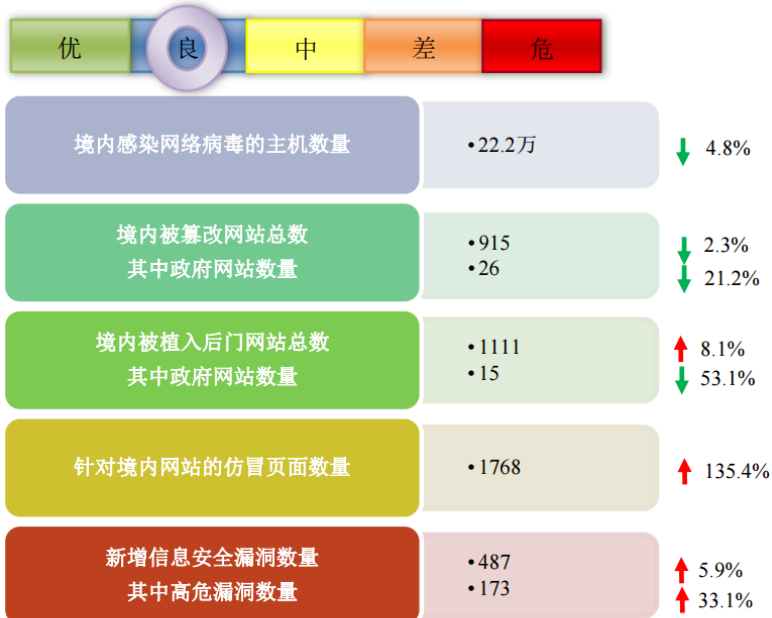 优 良 中 差 危
境内感染网络病毒的主机数量 •22.2万 4.8%
境内被篡改网站总数 •915 2.3%
其中政府网站数量 •26 21.2%
境内被植入后门网站总数 •1111 8.1%
其中政府网站数量 •15 53.1%
针对境内网站的仿冒页面数量 •1768 135.4%
新增信息安全漏洞数量 •487 5.9%
其中高危漏洞数量 •173 33.1%